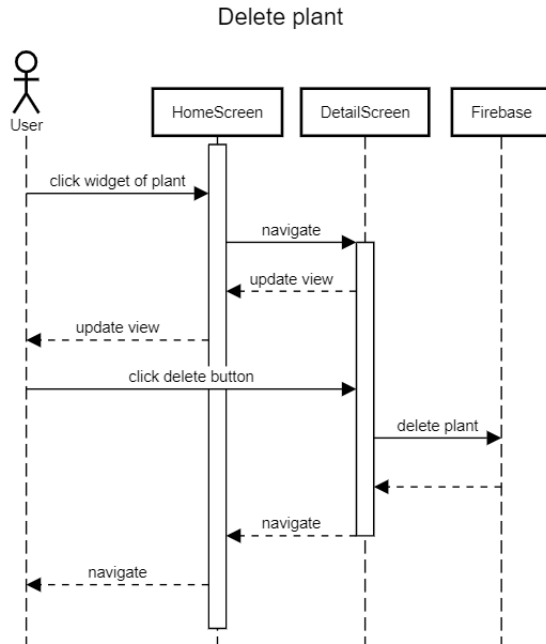 Delete plant
User
HomeScreen
DetailScreen
Firebase
click widget of plant
navigate
update view
update view
click delete button
delete plant
navigate
navigate